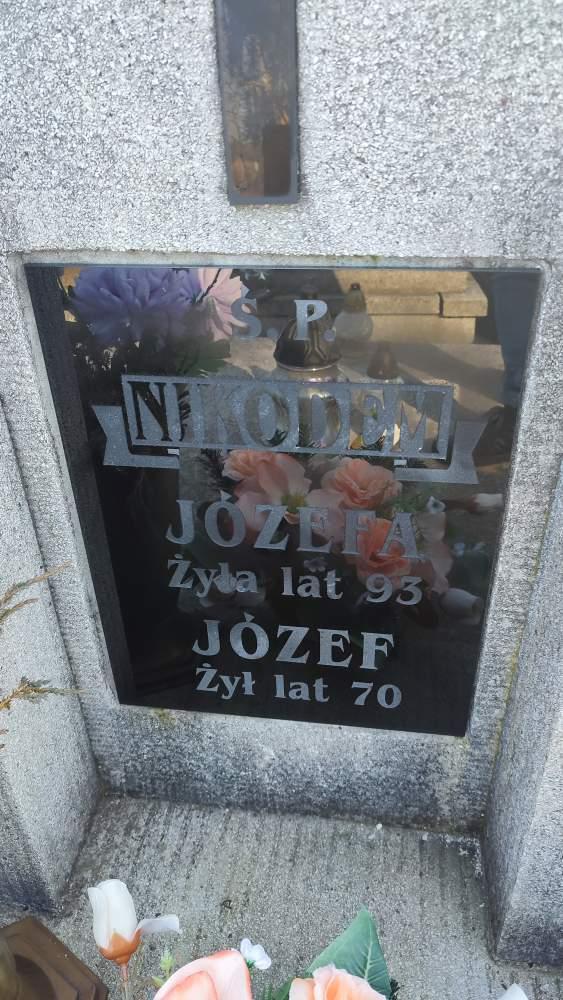 Ś. P.
NIKODEM
JÓZEFA
Żyła lat 93
JÓZEF
Żył lat 70